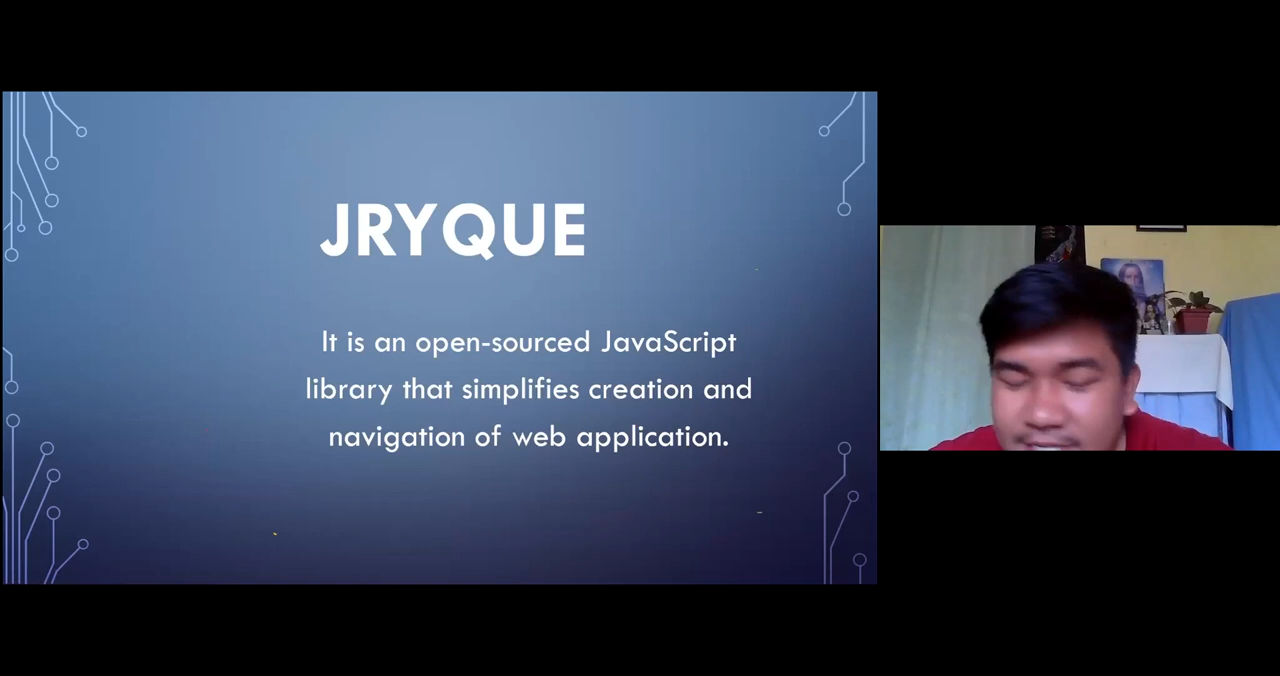 JRYQUE
It is an open-sourced JavaScript
library that simplifies creation and
navigation of web application.